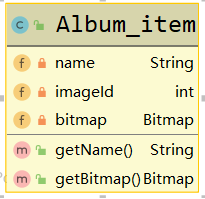 C Album_item
f name String
f imageId int
f bitmap Bitmap
m getName() String
m getBitmap() Bitmap